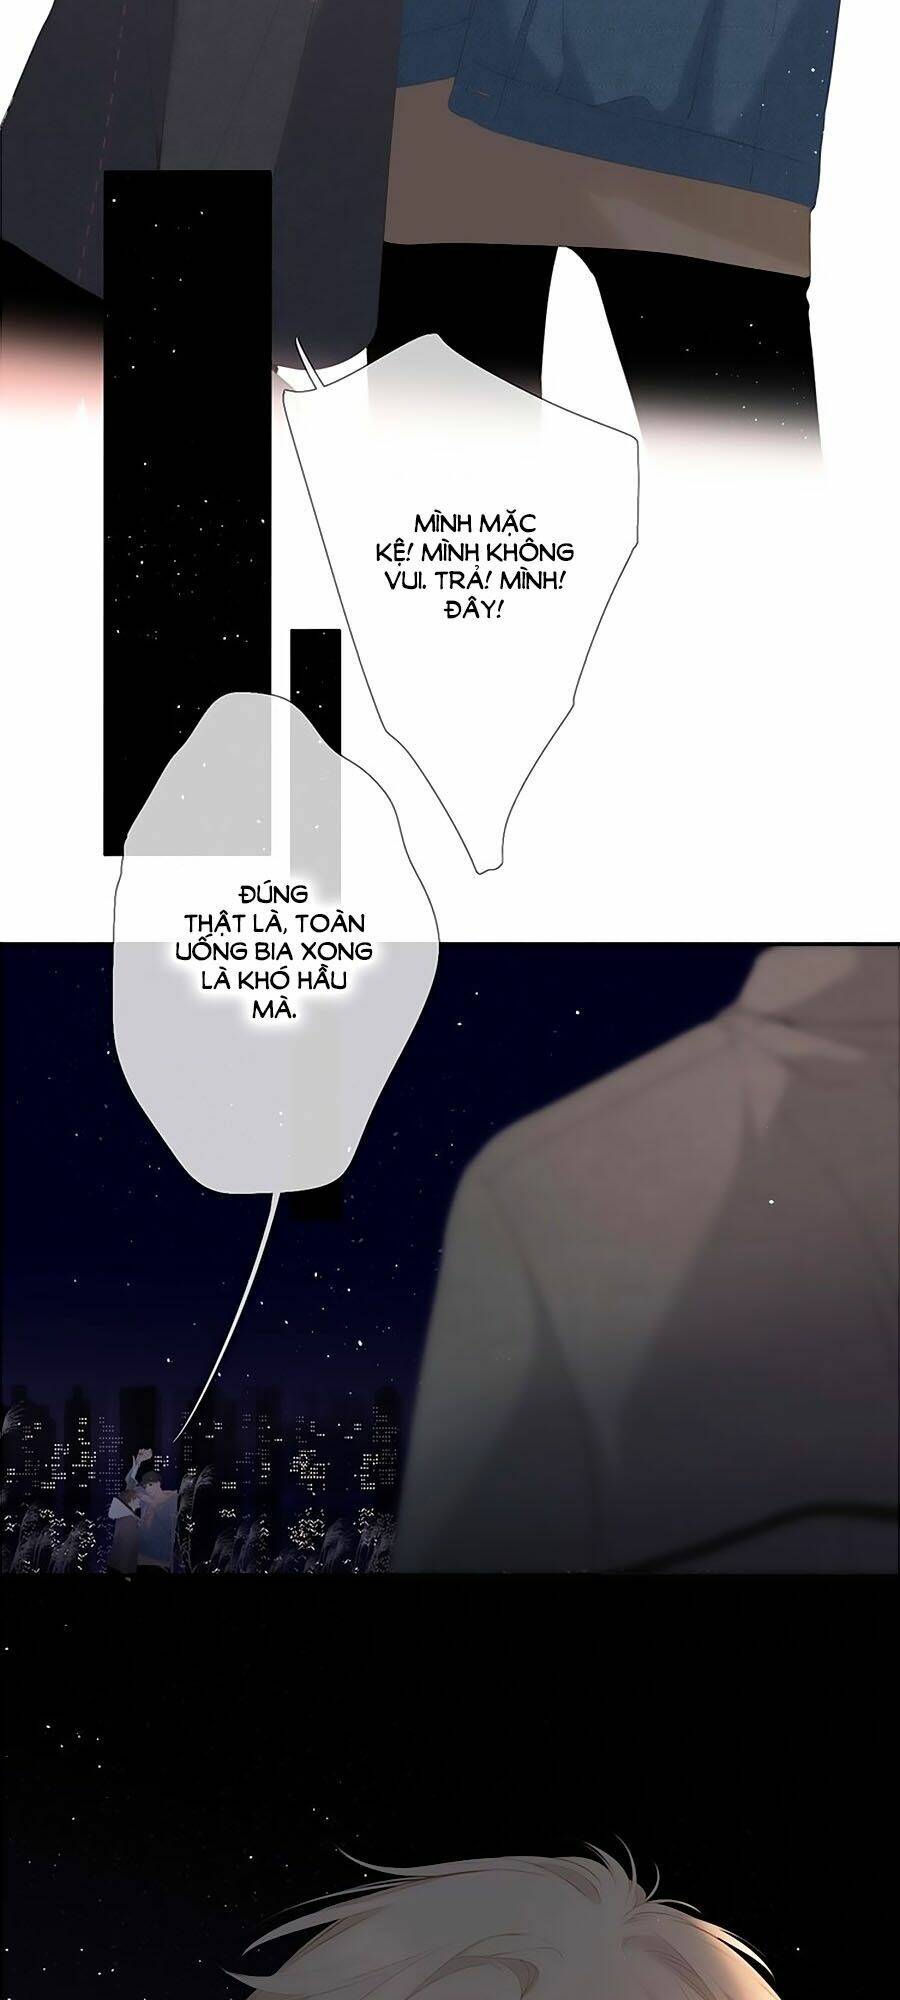 MÌNH MẶC
KỆ! MÌNH KHÔNG
VUI. TRẢ! MÌNH!
ĐÂY!
ĐÚNG
THẬT LÀ, TOÀN
UỐNG BIA XONG
LÀ KHÓ HẦU
MÀ.